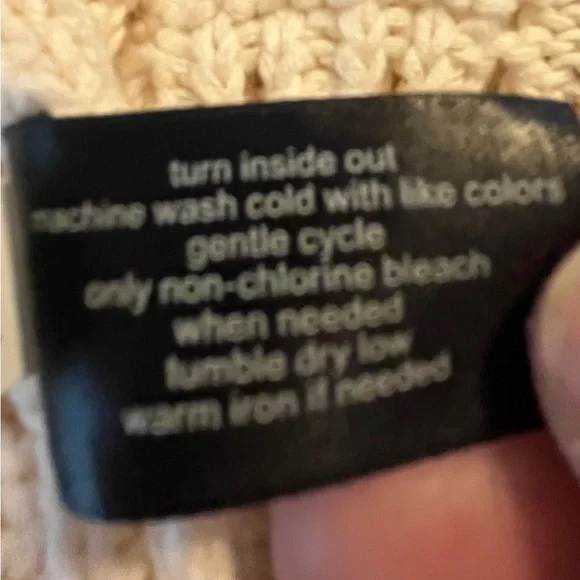 turn inside out
machine wash cold with like colors
gentle cycle
only non-chlorine bleach
when needed
tumble dry low
warm iron if needed